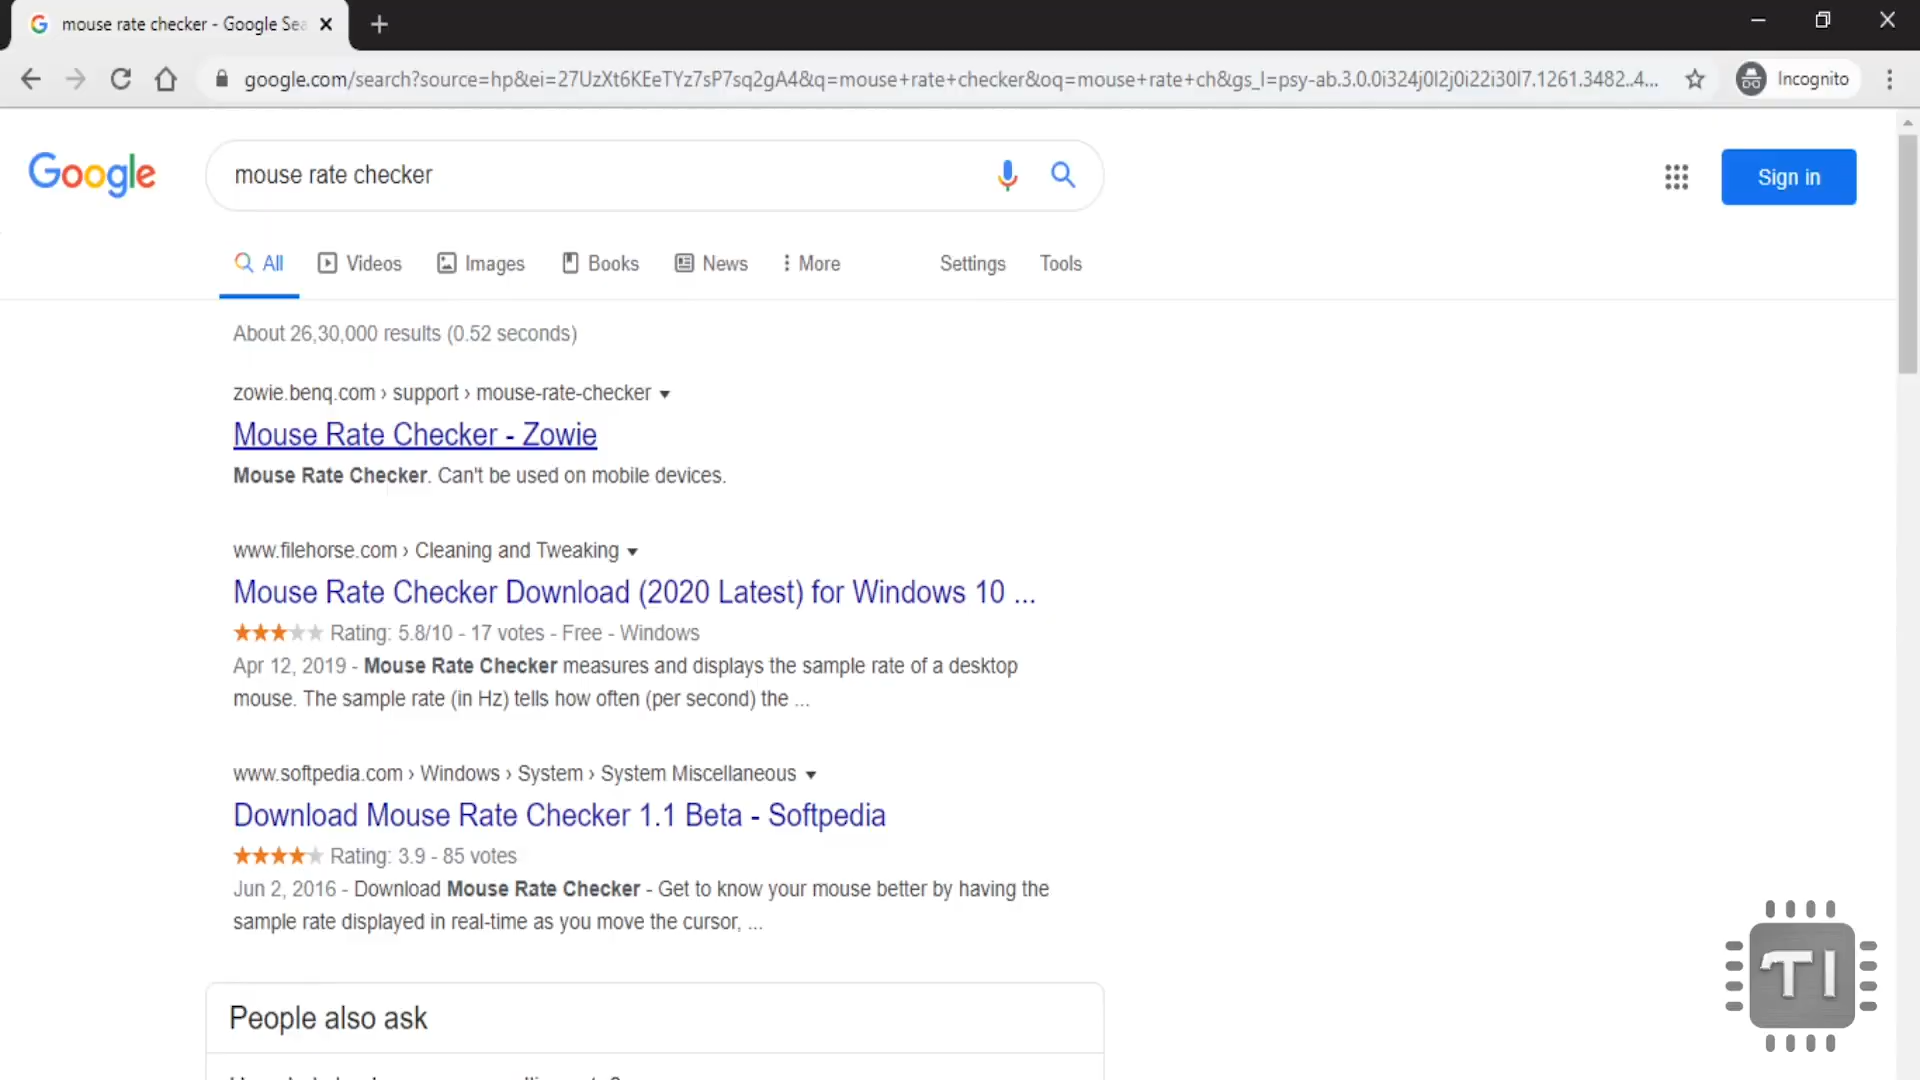 mouse rate checker - Google Sea
google.com/search?source=hp&ei=27UzXt6KEeTYz7sP7sq2gA4&q=mouse+rate+checker&oq=mouse+rate+ch&gs_l=psy-ab.3.0.0i324j0l2j0i22i30l7.1261.3482..4...
Incognito
Google
mouse rate checker
Sign in
All Videos Images Books News More Settings Tools
About 26,30,000 results (0.52 seconds)
zowie.benq.com › support › mouse-rate-checker
Mouse Rate Checker - Zowie
Mouse Rate Checker. Can't be used on mobile devices.
www.filehorse.com › Cleaning and Tweaking
Mouse Rate Checker Download (2020 Latest) for Windows 10 ...
Rating: 5.8/10 - 17 votes - Free - Windows
Apr 12, 2019 - Mouse Rate Checker measures and displays the sample rate of a desktop
mouse. The sample rate (in Hz) tells how often (per second) the ...
www.softpedia.com › Windows › System › System Miscellaneous
Download Mouse Rate Checker 1.1 Beta - Softpedia
Rating: 3.9 - 85 votes
Jun 2, 2016 - Download Mouse Rate Checker - Get to know your mouse better by having the
sample rate displayed in real-time as you move the cursor, ...
TI
People also ask